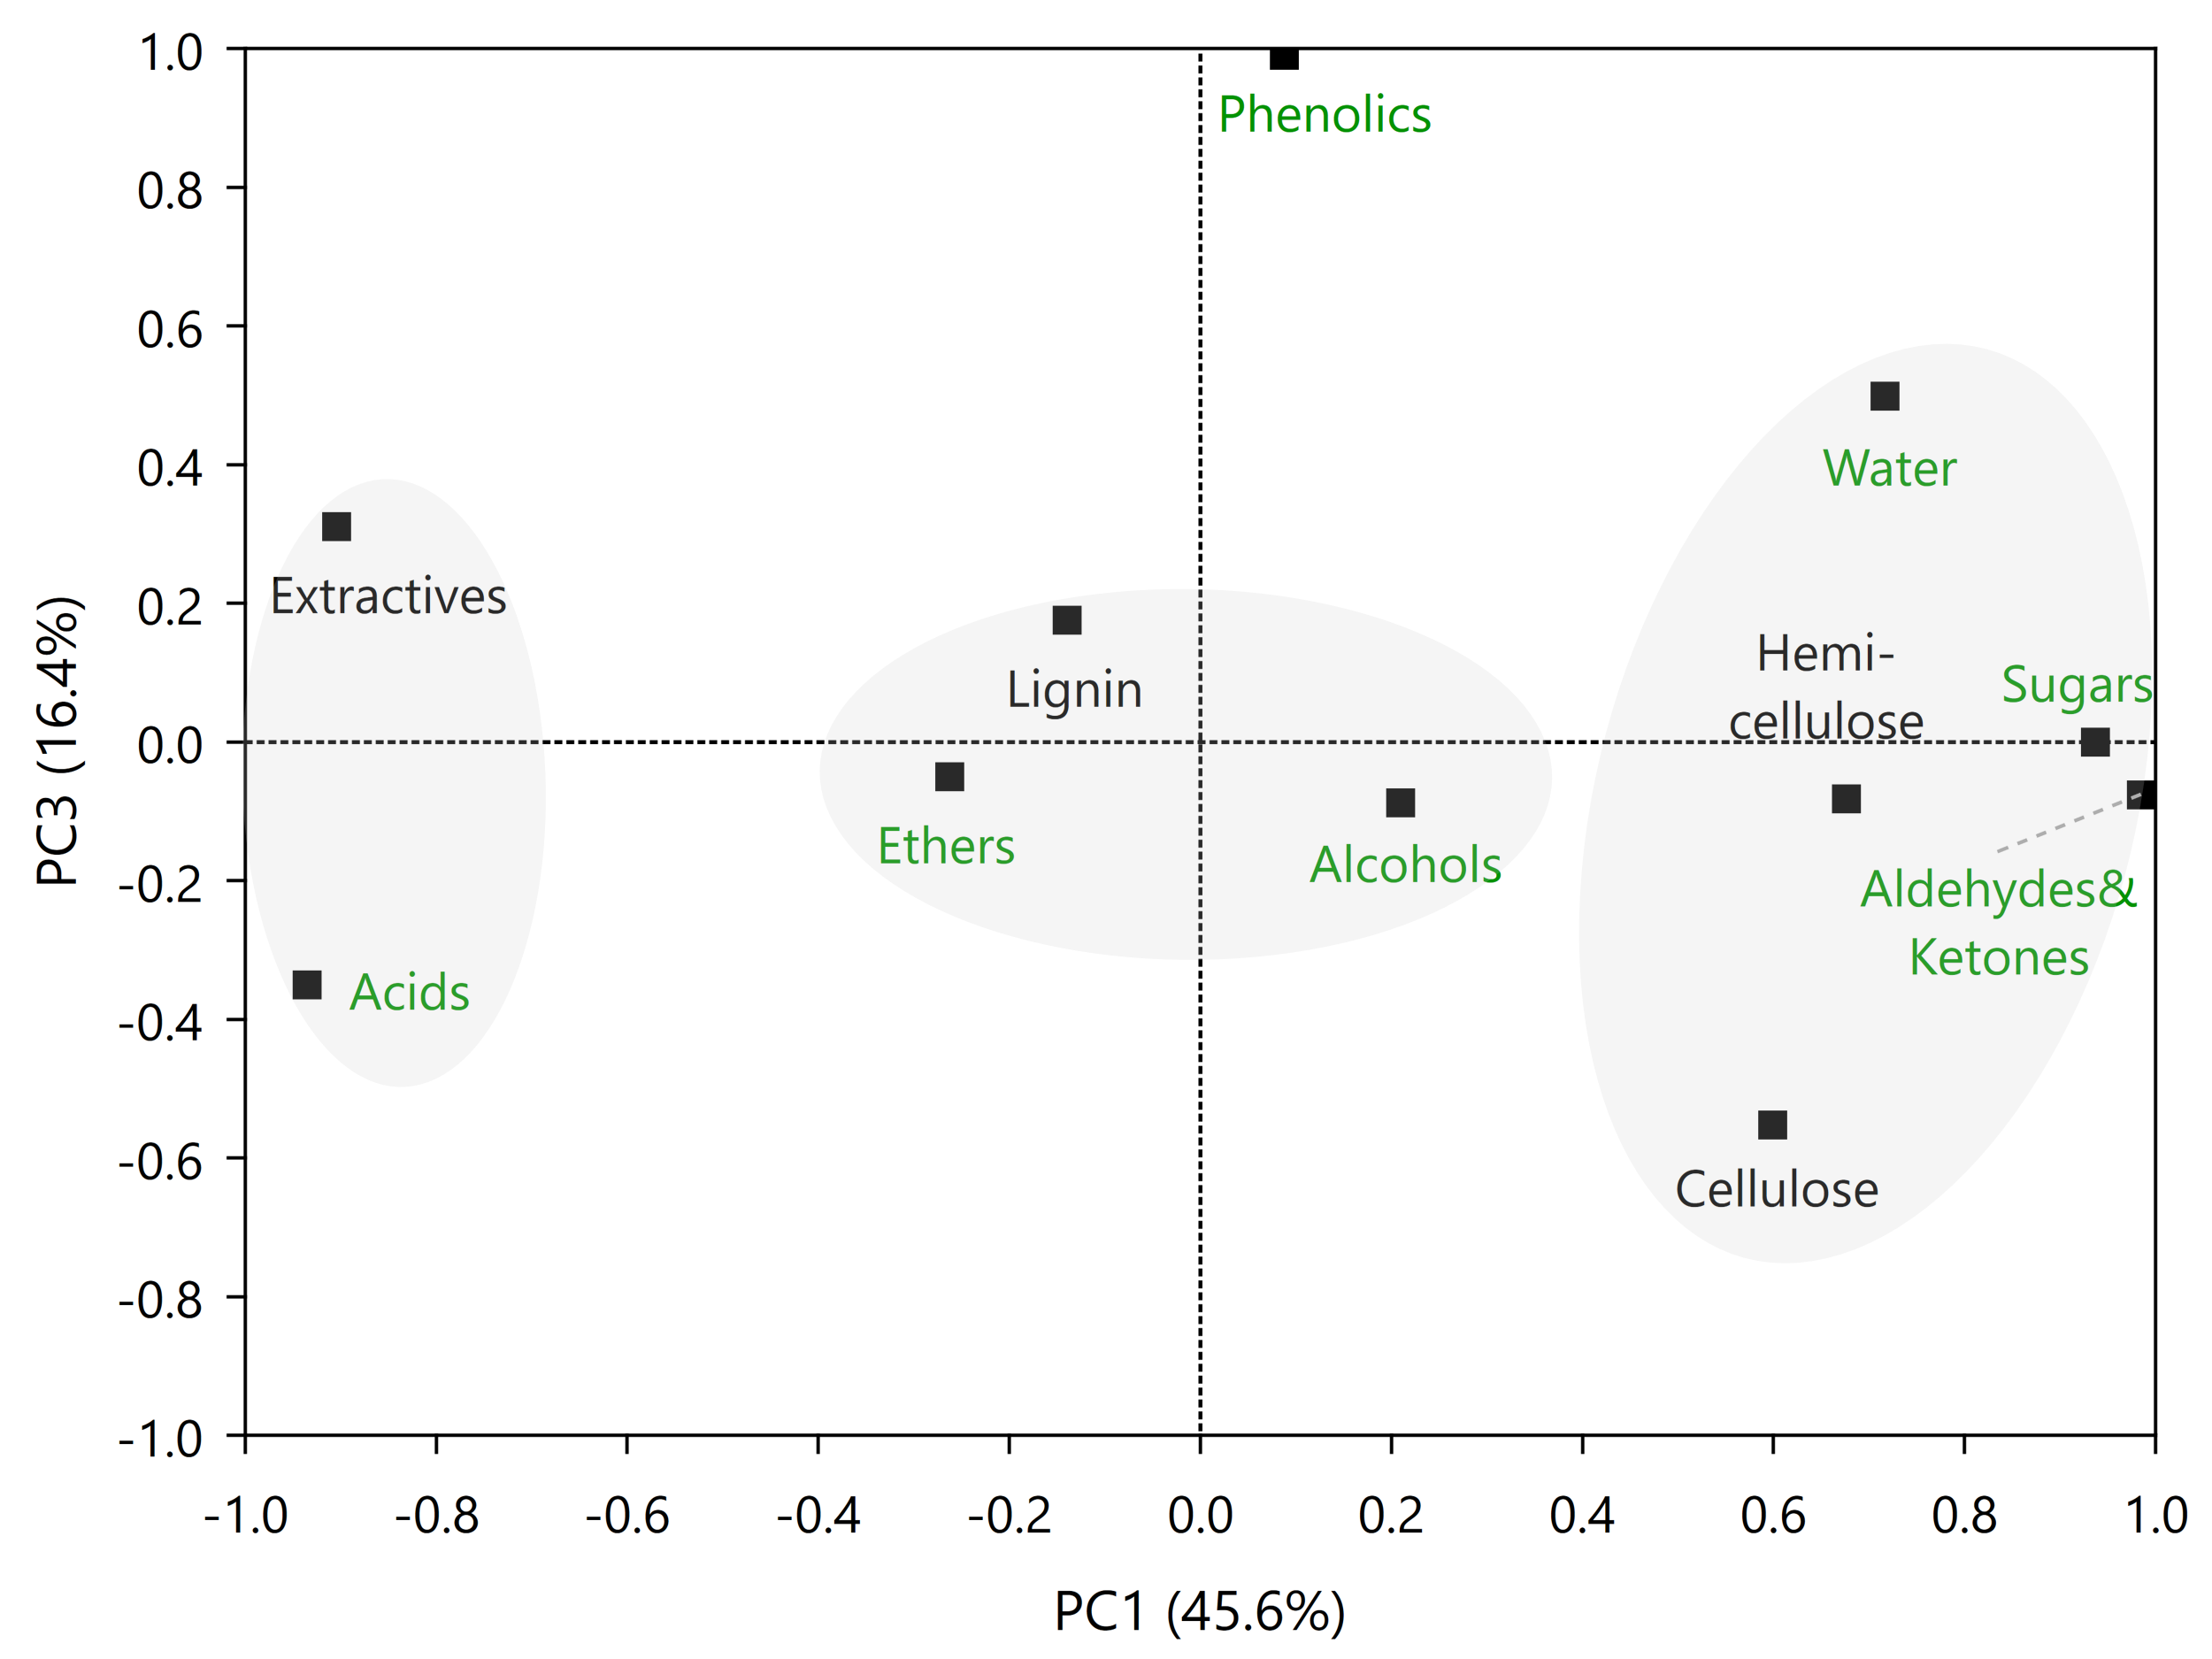 1.0
0.8
0.6
0.4
0.2
0.0
-0.2
-0.4
-0.6
-0.8
-1.0
PC3 (16.4%)
Phenolics
Water
Extractives
Lignin
Hemi-
cellulose
Sugars
Ethers
Alcohols
Aldehydes&
Ketones
Acids
Cellulose
-1.0 -0.8 -0.6 -0.4 -0.2 0.0 0.2 0.4 0.6 0.8 1.0
PC1 (45.6%)